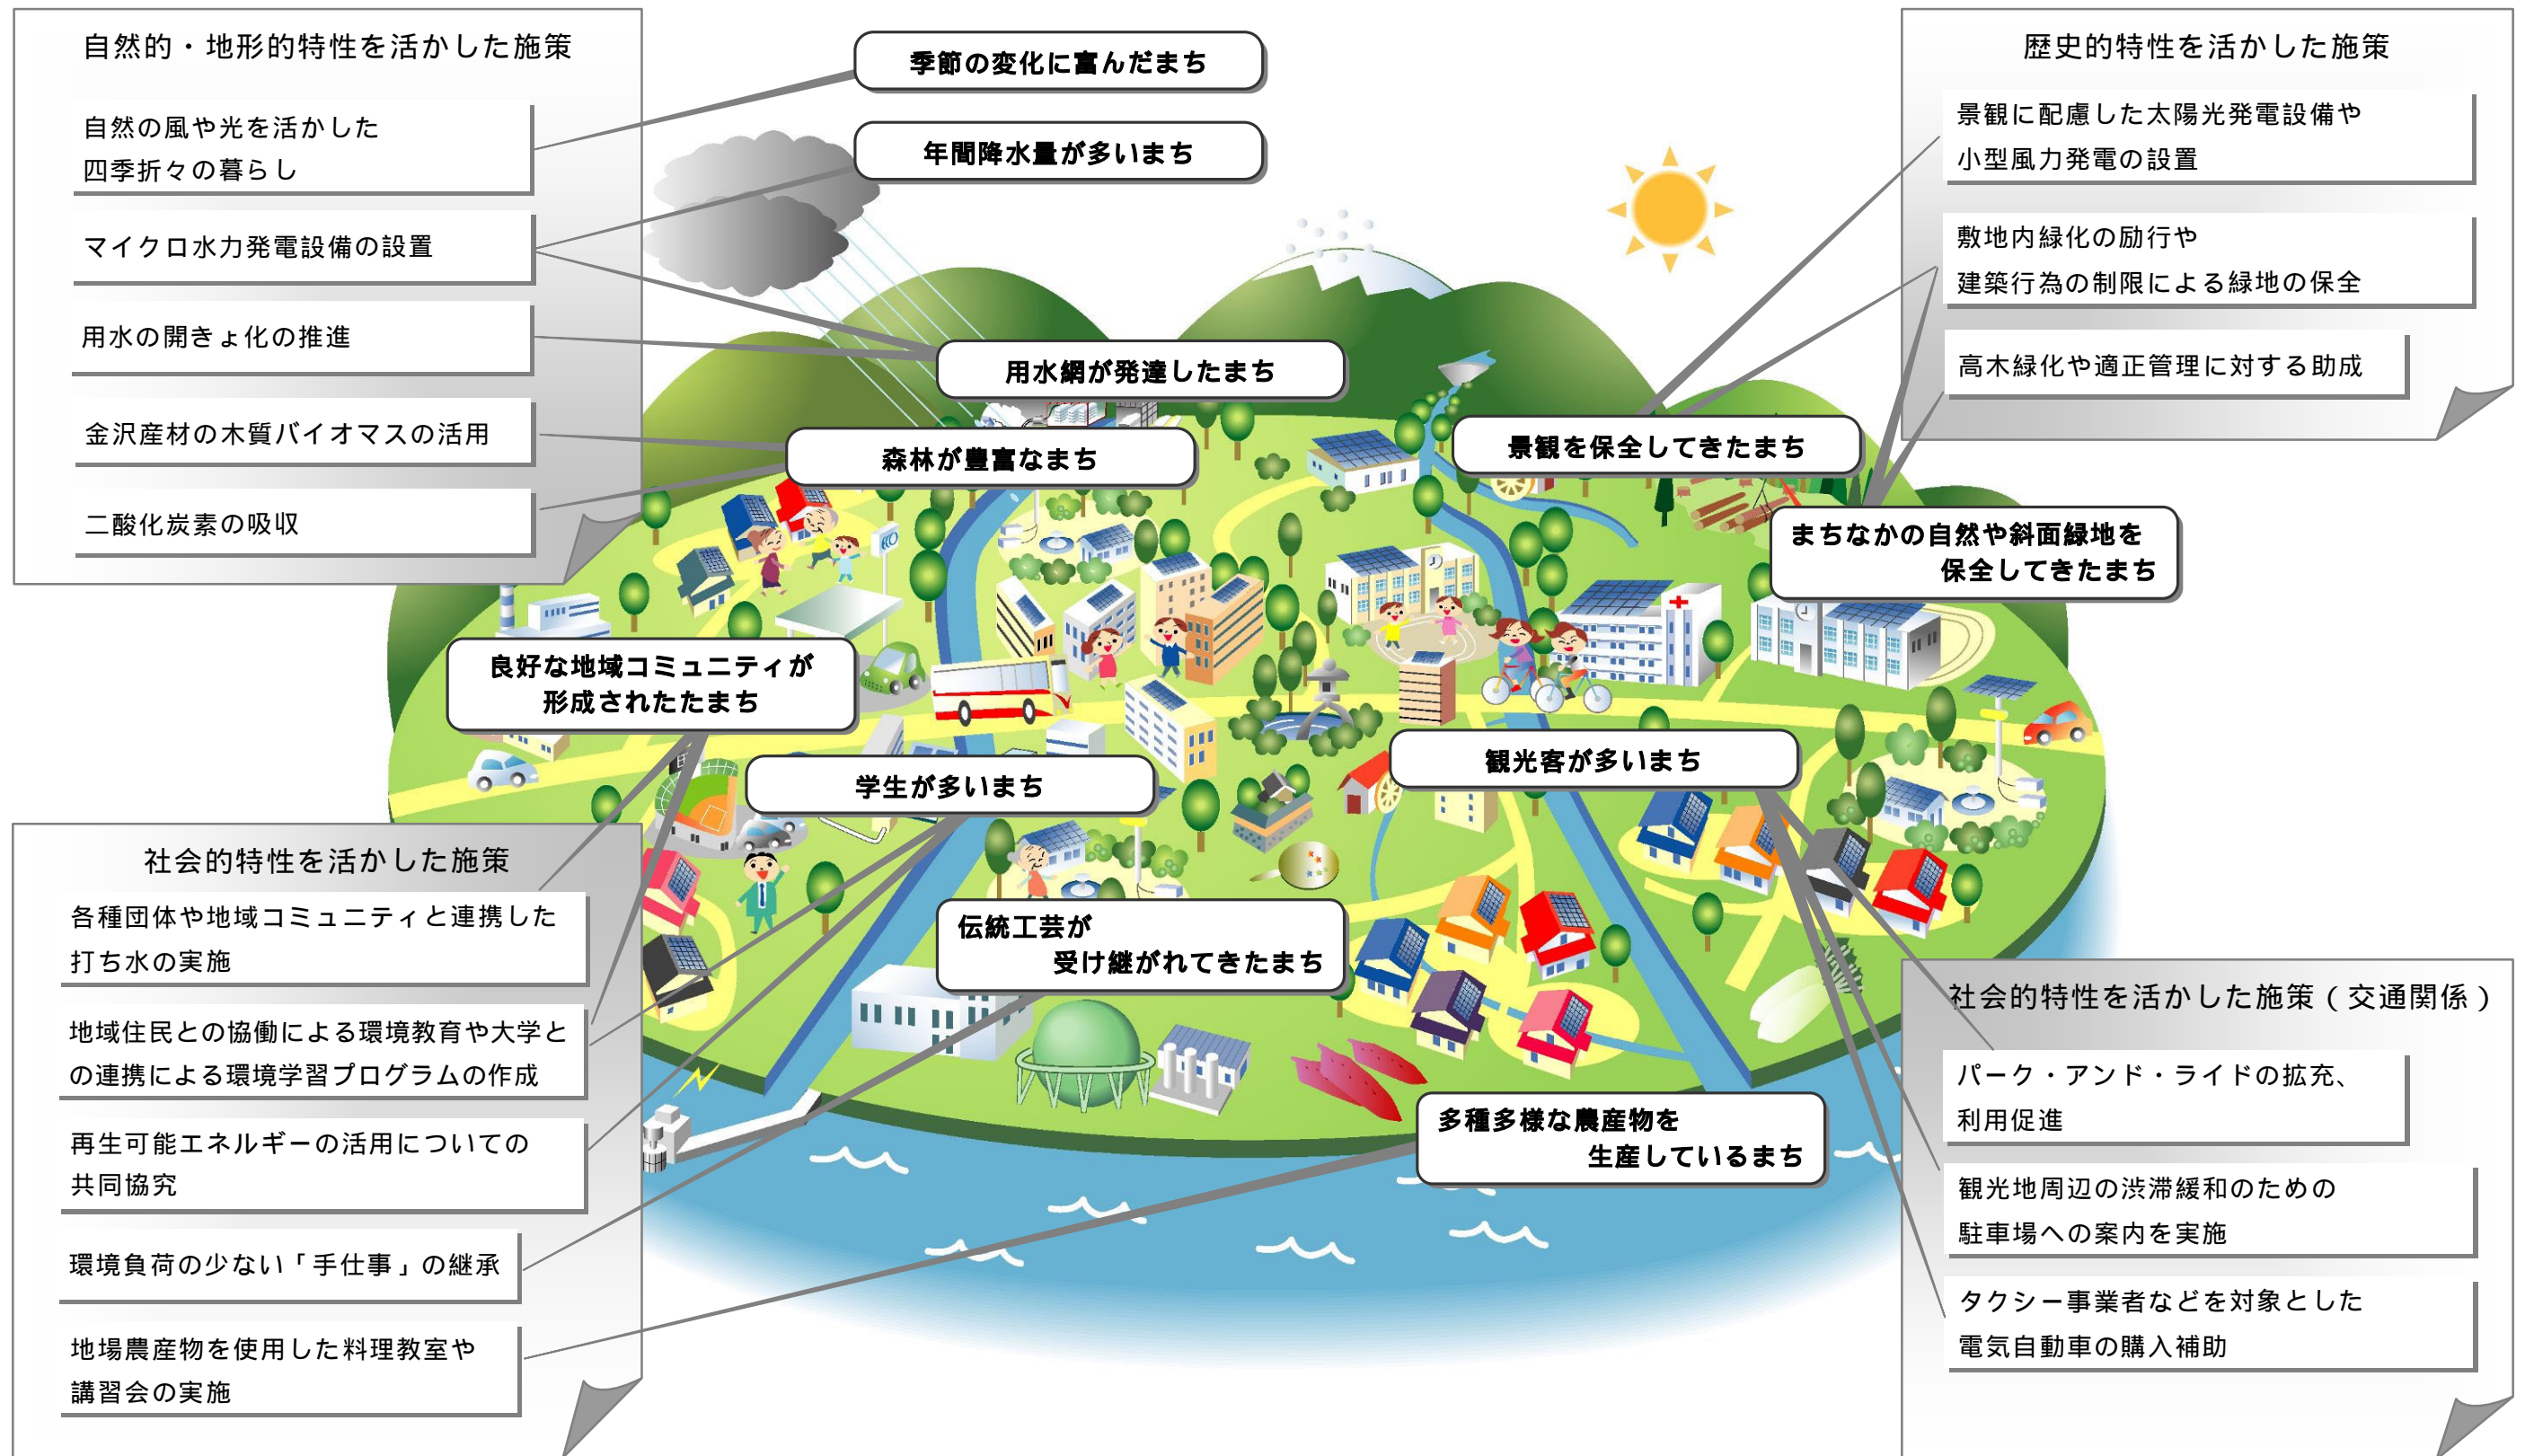 自然的・地形的特性を活かした施策
自然の風や光を活かした
四季折々の暮らし
マイクロ水力発電設備の設置
用水の開きょ化の推進
金沢産材の木質バイオマスの活用
二酸化炭素の吸収
季節の変化に富んだまち
年間降水量が多いまち
用水網が発達したまち
森林が豊富なまち
歴史的特性を活かした施策
景観に配慮した太陽光発電設備や
小型風力発電の設置
敷地内緑化の励行や
建築行為の制限による緑地の保全
高木緑化や適正管理に対する助成
景観を保全してきたまち
まちなかの自然や斜面緑地を
保全してきたまち
良好な地域コミュニティが
形成されたたまち
学生が多いまち
観光客が多いまち
伝統工芸が
受け継がれてきたまち
多種多様な農産物を
生産しているまち
社会的特性を活かした施策
各種団体や地域コミュニティと連携した
打ち水の実施
地域住民との協働による環境教育や大学と
の連携による環境学習プログラムの作成
再生可能エネルギーの活用についての
共同協究
環境負荷の少ない「手仕事」の継承
地場農産物を使用した料理教室や
講習会の実施
社会的特性を活かした施策(交通関係)
パーク・アンド・ライドの拡充、
利用促進
観光地周辺の渋滞緩和のための
駐車場への案内を実施
タクシー事業者などを対象とした
電気自動車の購入補助